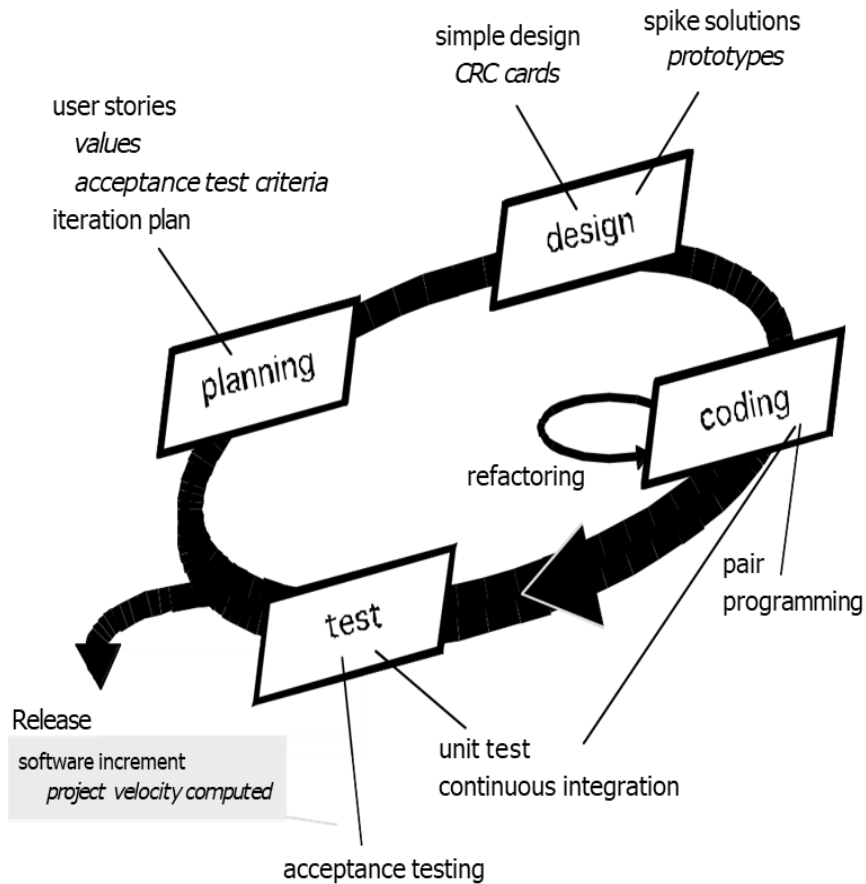 simple design
CRC cards
spike solutions
prototypes
user stories
values
acceptance test criteria
iteration plan
design
planning
coding
refactoring
test
pair
programming
Release
software increment
project velocity computed
unit test
continuous integration
acceptance testing